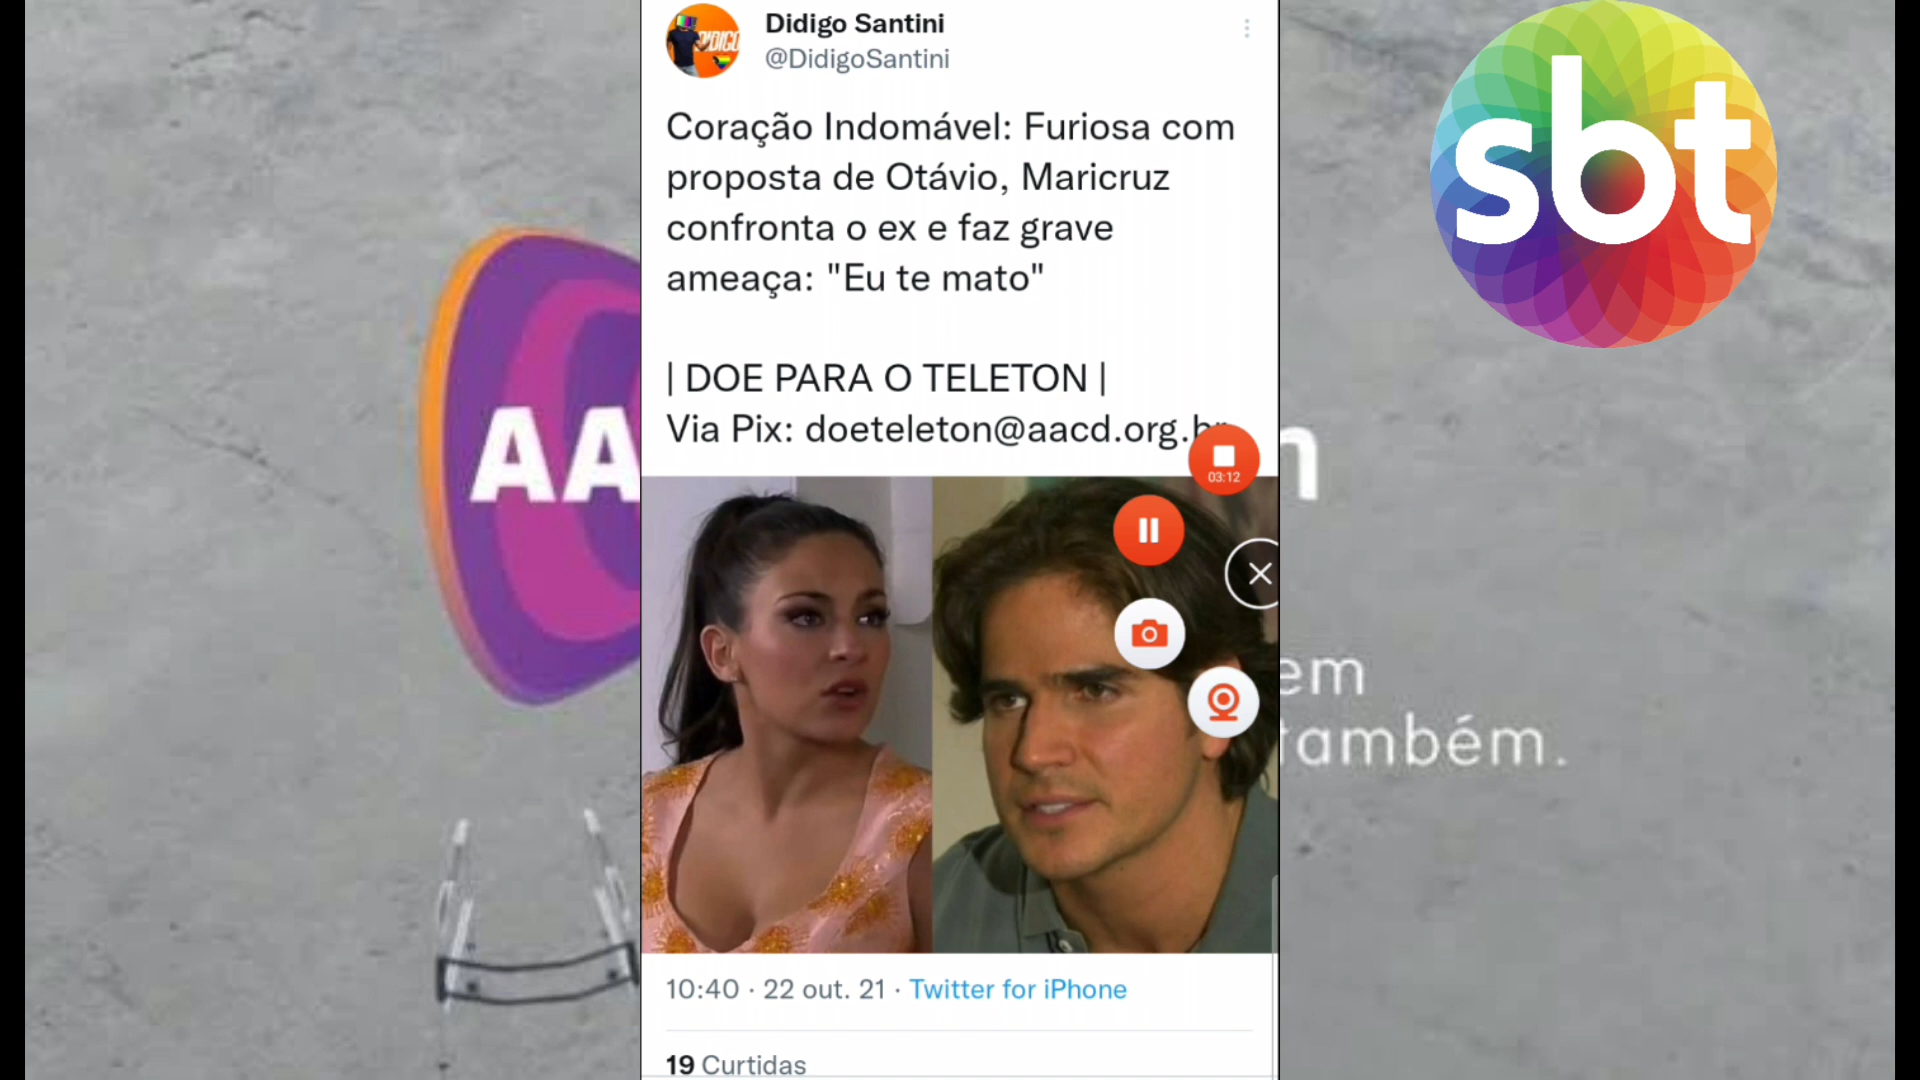 Didigo Santini
@DidigoSantini
Coração Indomável: Furiosa com
proposta de Otávio, Maricruz
confronta o ex e faz grave
ameaça: "Eu te mato"
| DOE PARA O TELETON |
Via Pix: doeteleton@aacd.org.br
03:12
10:40 · 22 out. 21 · Twitter for iPhone
19 Curtidas
sbt
AA
em
também.